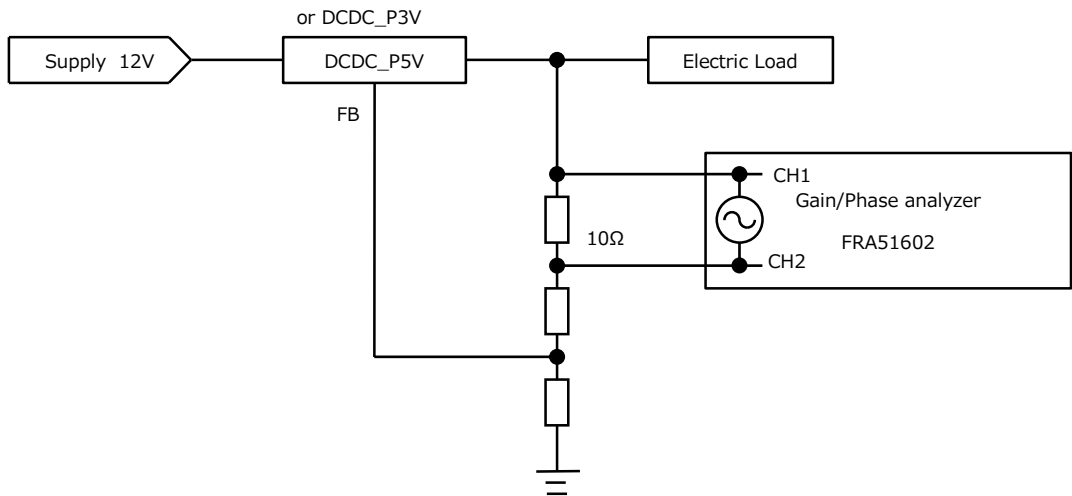 or DCDC_P3V
Supply 12V
DCDC_P5V
Electric Load
FB
CH1
Gain/Phase analyzer
10Ω
FRA51602
CH2